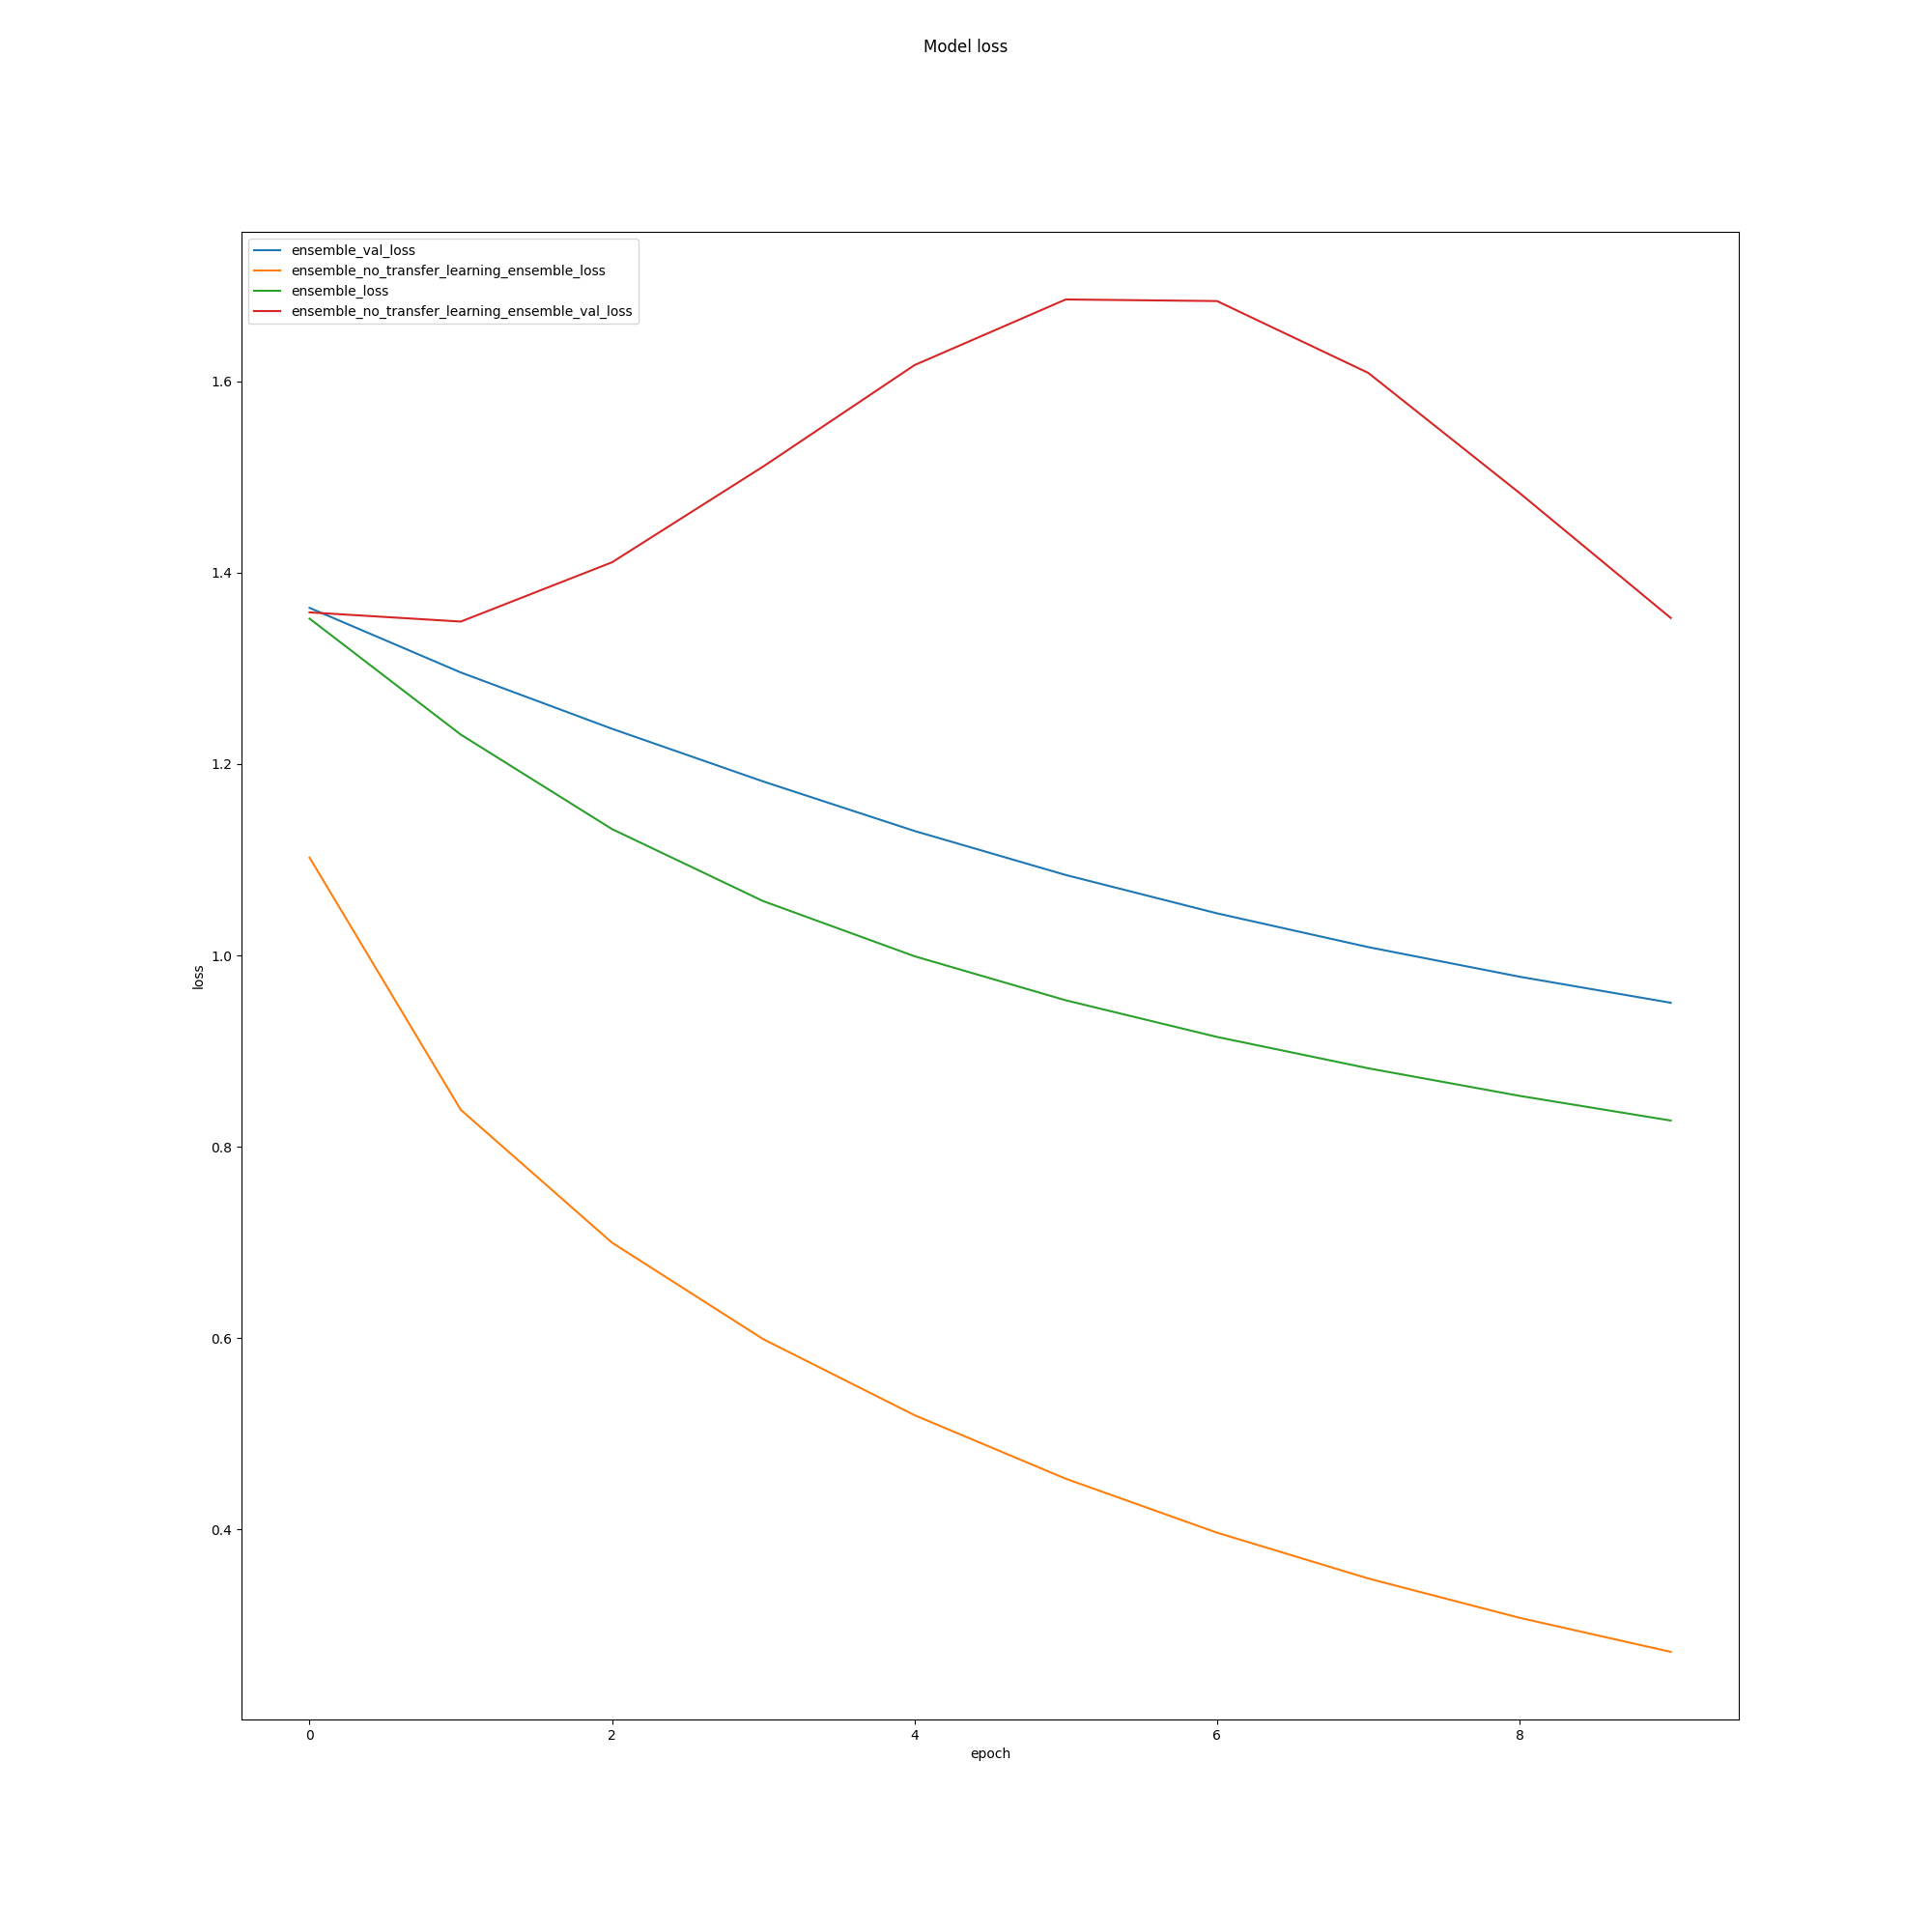 Model loss
ensemble_val_loss
ensemble_no_transfer_learning_ensemble_loss
ensemble_loss
ensemble_no_transfer_learning_ensemble_val_loss
1.6
1.4
1.2
1.0
0.8
0.6
0.4
loss
0 2 4 6 8
epoch